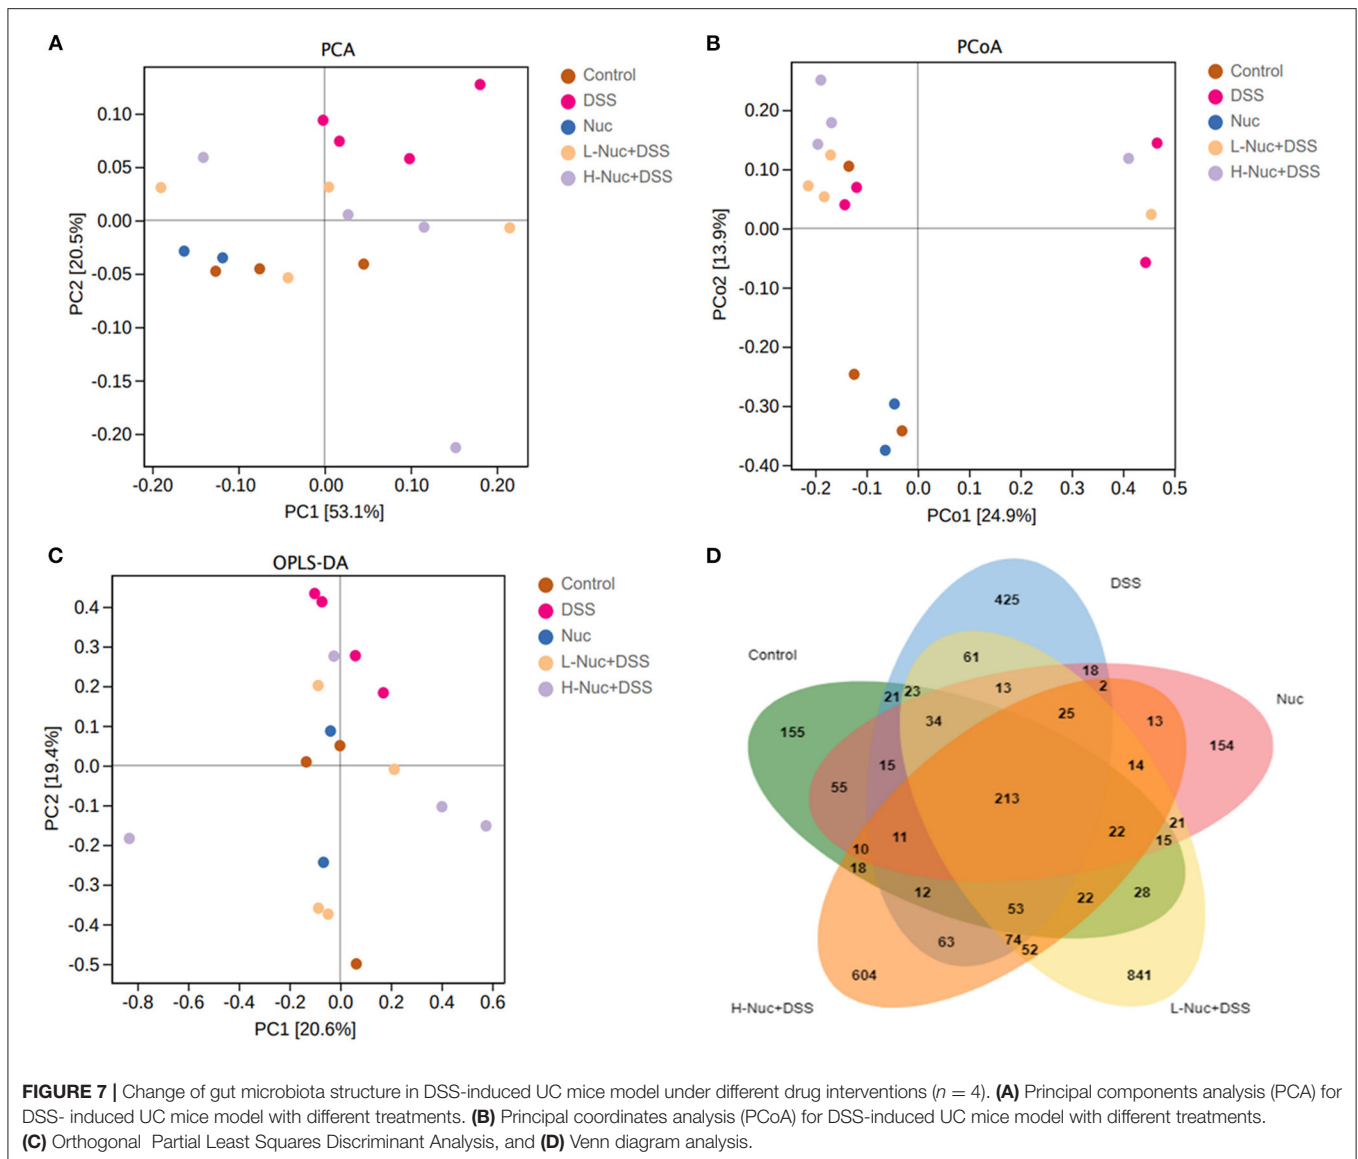 A
PCA
Control
DSS
Nuc
L-Nuc+DSS
H-Nuc+DSS
0.10
0.05
0.00
-0.05
-0.10
-0.15
-0.20
PC2 [20.5%]
-0.20 -0.10 0.00 0.10 0.20
PC1 [53.1%]
B
PCoA
Control
DSS
Nuc
L-Nuc+DSS
H-Nuc+DSS
0.20
0.10
0.00
-0.10
-0.20
-0.30
-0.40
PCo2 [13.9%]
-0.2 -0.1 0.0 0.1 0.2 0.3 0.4 0.5
PCo1 [24.9%]
C
OPLS-DA
Control
DSS
Nuc
L-Nuc+DSS
H-Nuc+DSS
0.4
0.3
0.2
0.1
0.0
-0.1
-0.2
-0.3
-0.4
-0.5
PC2 [19.4%]
-0.8 -0.6 -0.4 -0.2 0.0 0.2 0.4 0.6
PC1 [20.6%]
D
DSS
425
Control
61
18
21 23 13 2
Nuc
34 25 13
155 154
15 14
55 213
21
11 22 15
10
18
12 22 28
53
63 74
52
604 841
H-Nuc+DSS L-Nuc+DSS
FIGURE 7 | Change of gut microbiota structure in DSS-induced UC mice model under different drug interventions (n = 4). (A) Principal components analysis (PCA) for
DSS- induced UC mice model with different treatments. (B) Principal coordinates analysis (PCoA) for DSS-induced UC mice model with different treatments.
(C) Orthogonal Partial Least Squares Discriminant Analysis, and (D) Venn diagram analysis.